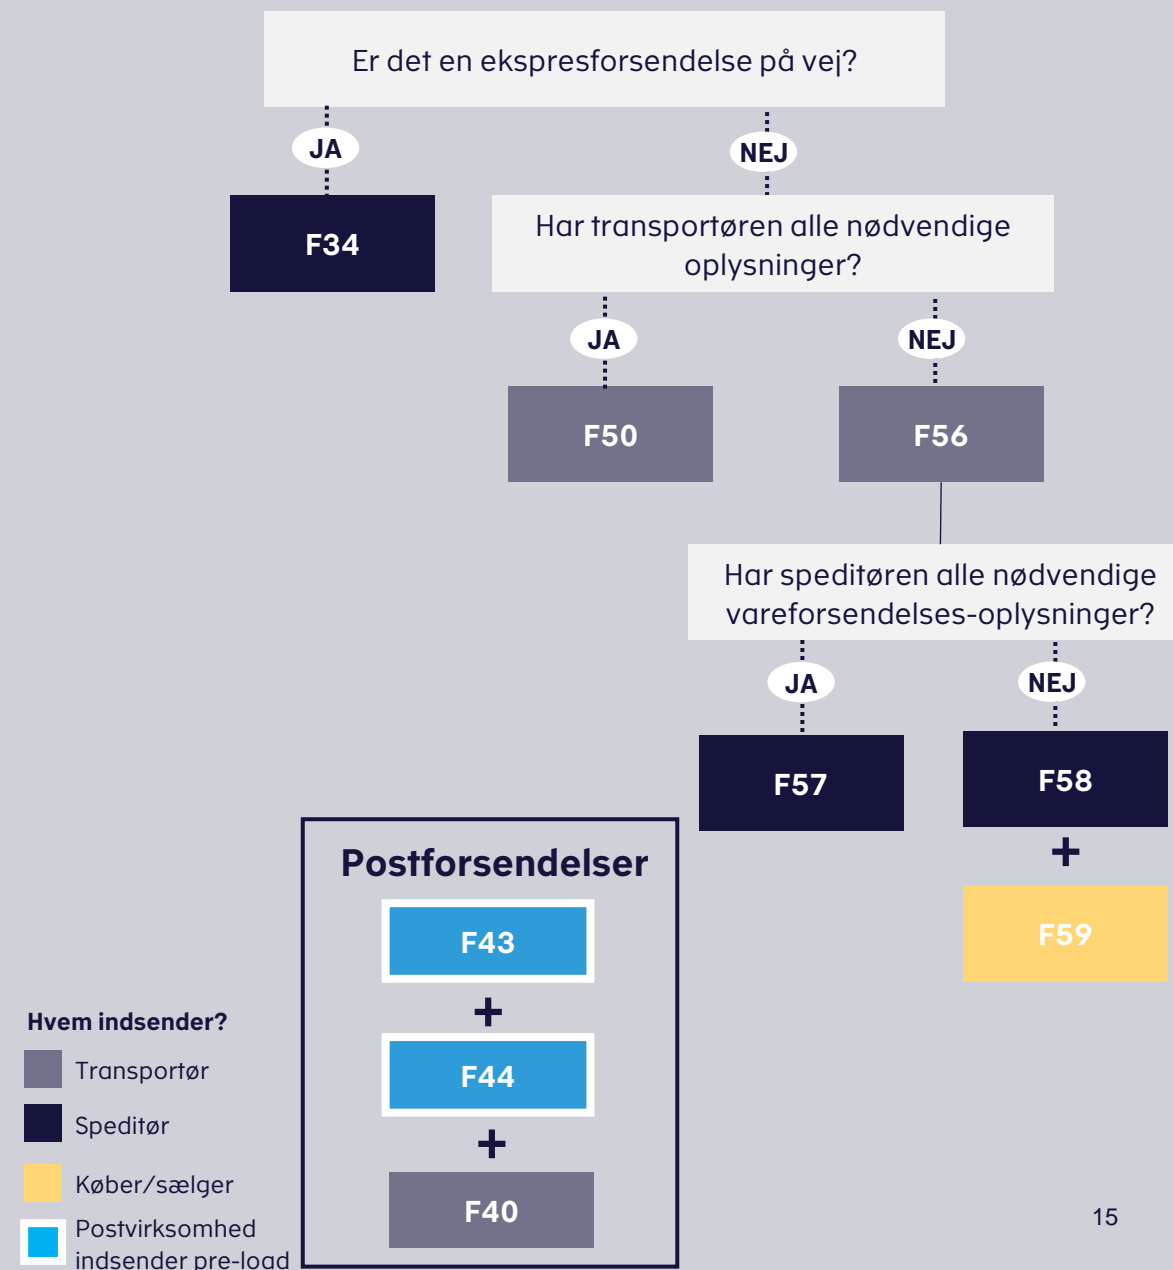 Er det en ekspresforsendelse på vej?
JA
NEJ
F34
Har transportøren alle nødvendige
oplysninger?
JA
NEJ
F50
F56
Har speditøren alle nødvendige
vareforsendelses-oplysninger?
JA
NEJ
F57
F58
+
F59
Postforsendelser
F43
+
F44
+
F40
Hvem indsender?
Transportør
Speditør
Køber/sælger
Postvirksomhed
indsender pre-load
15